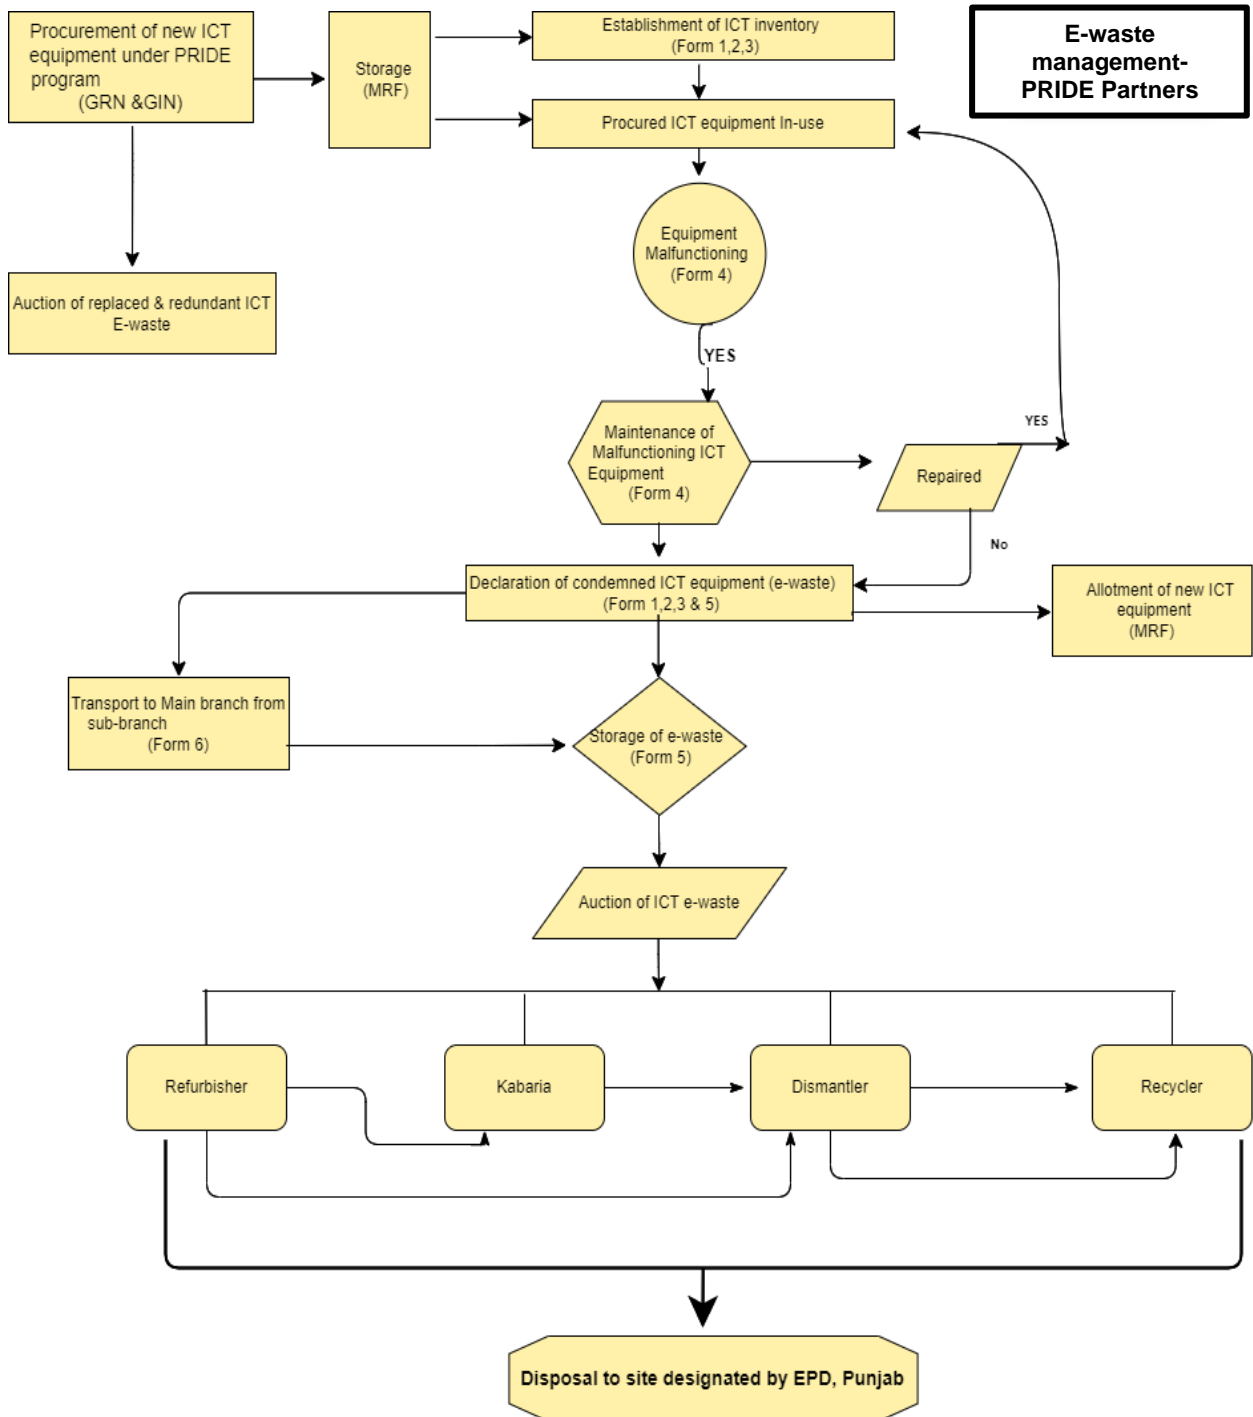 Procurement of new ICT
equipment under PRIDE
program
(GRN &GIN)
Storage
(MRF)
Establishment of ICT inventory
(Form 1,2,3)
E-waste
management-
PRIDE Partners
Procured ICT equipment In-use
Equipment
Malfunctioning
(Form 4)
Auction of replaced & redundant ICT
E-waste
YES
Maintenance of
Malfunctioning ICT
Equipment
(Form 4)
YES
Repaired
No
Declaration of condemned ICT equipment (e-waste)
(Form 1,2,3 & 5)
Allotment of new ICT
equipment
(MRF)
Transport to Main branch from
sub-branch
(Form 6)
Storage of e-waste
(Form 5)
Auction of ICT e-waste
Refurbisher
Kabaria
Dismantler
Recycler
Disposal to site designated by EPD, Punjab